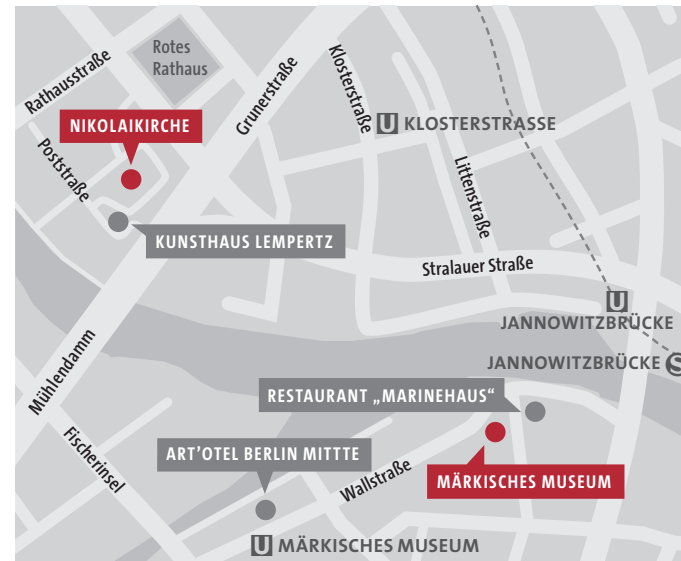 Rotes
Rathaus
Rathausstraße
Grunerstraße
Klosterstraße
NIKOLAIKIRCHE
U KLOSTERSTRASSE
Poststraße
Littenstraße
KUNSTHAUS LEMPERTZ
Stralauer Straße
U
JANNOWITZBRÜCKE
JANNOWITZBRÜCKE S
Mühlendamm
RESTAURANT „MARINEHAUS“
Fischerinsel
ART'OTEL BERLIN MITTTE
Wallstraße
MÄRKISCHES MUSEUM
U MÄRKISCHES MUSEUM